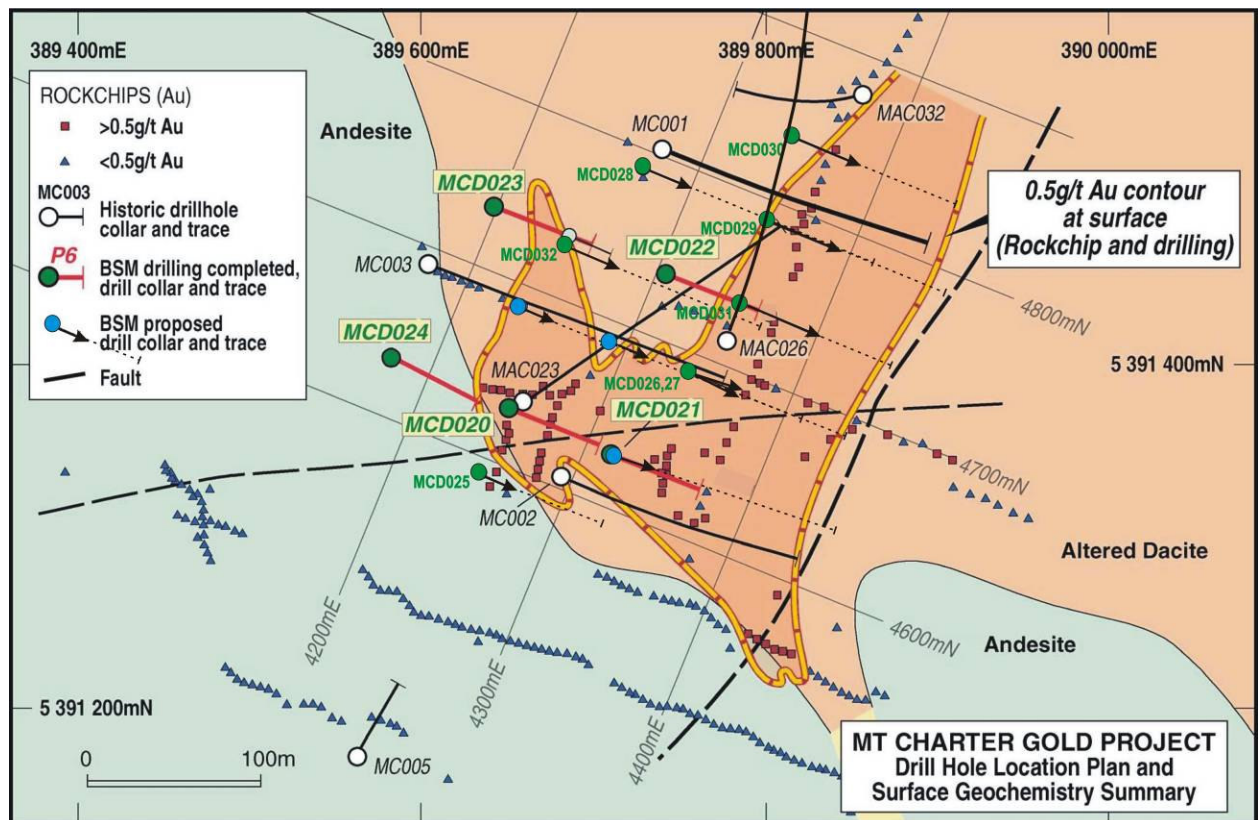 389 400mE
389 600mE
389 800mE
390 000mE
ROCKCHIPS (Au)
>0.5g/t Au
<0.5g/t Au
MC003
Historic drillhole
collar and trace
P6
BSM drilling completed,
drill collar and trace
BSM proposed
drill collar and trace
Fault
Andesite
MC001
MAC032
MCD030
MCD028
MCD023
0.5g/t Au contour
at surface
(Rockchip and drilling)
MCD029
MCD022
MCD032
MC003
MCD031
4800mN
MCD024
MAC026
5 391 400mN
MAC023
MCD026,27
MCD021
MCD020
4700mN
MCD025
MC002
Altered Dacite
4200mE
4600mN
Andesite
4300mE
5 391 200mN
4400mE
0
100m
MC005
MT CHARTER GOLD PROJECT
Drill Hole Location Plan and
Surface Geochemistry Summary